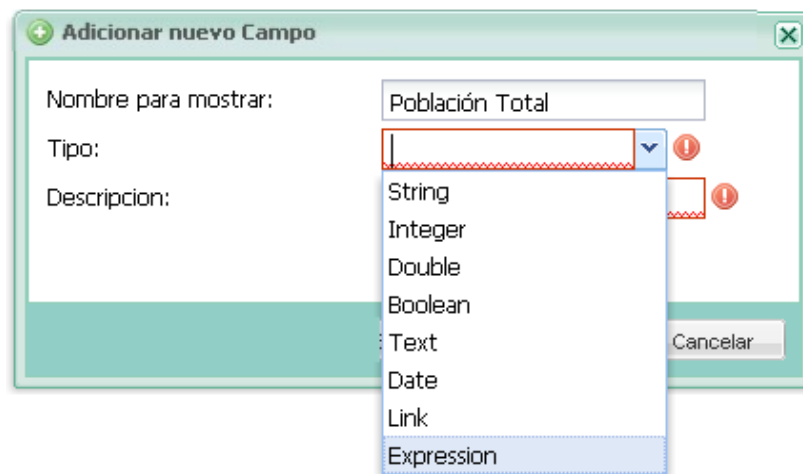 Adicionar nuevo Campo
Nombre para mostrar:
Población Total
Tipo:
Descripcion:
String
Integer
Double
Boolean
Text
Date
Link
Expression
Cancelar